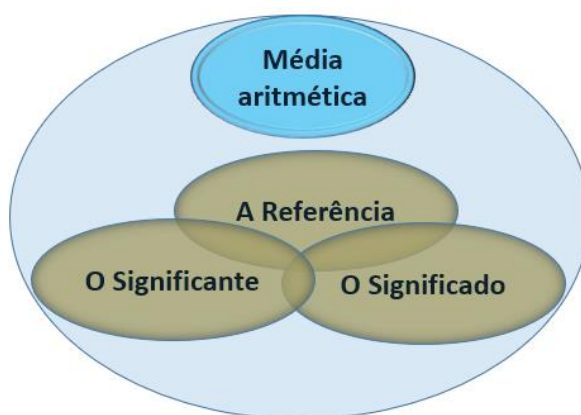 Média
aritmética
A Referência
O Significante
O Significado